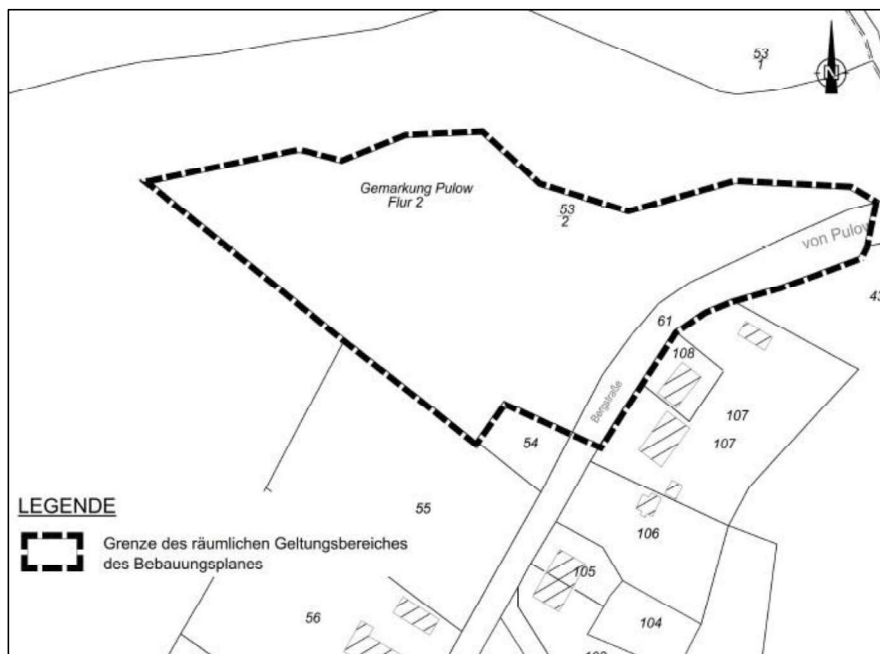 53
1
N
Gemarkung Pulow
Flur 2
53
2
von Pulow
43
61
108
Bergstraße
107
107
54
55
106
LEGENDE
Grenze des räumlichen Geltungsbereiches
des Bebauungsplanes
105
56
104